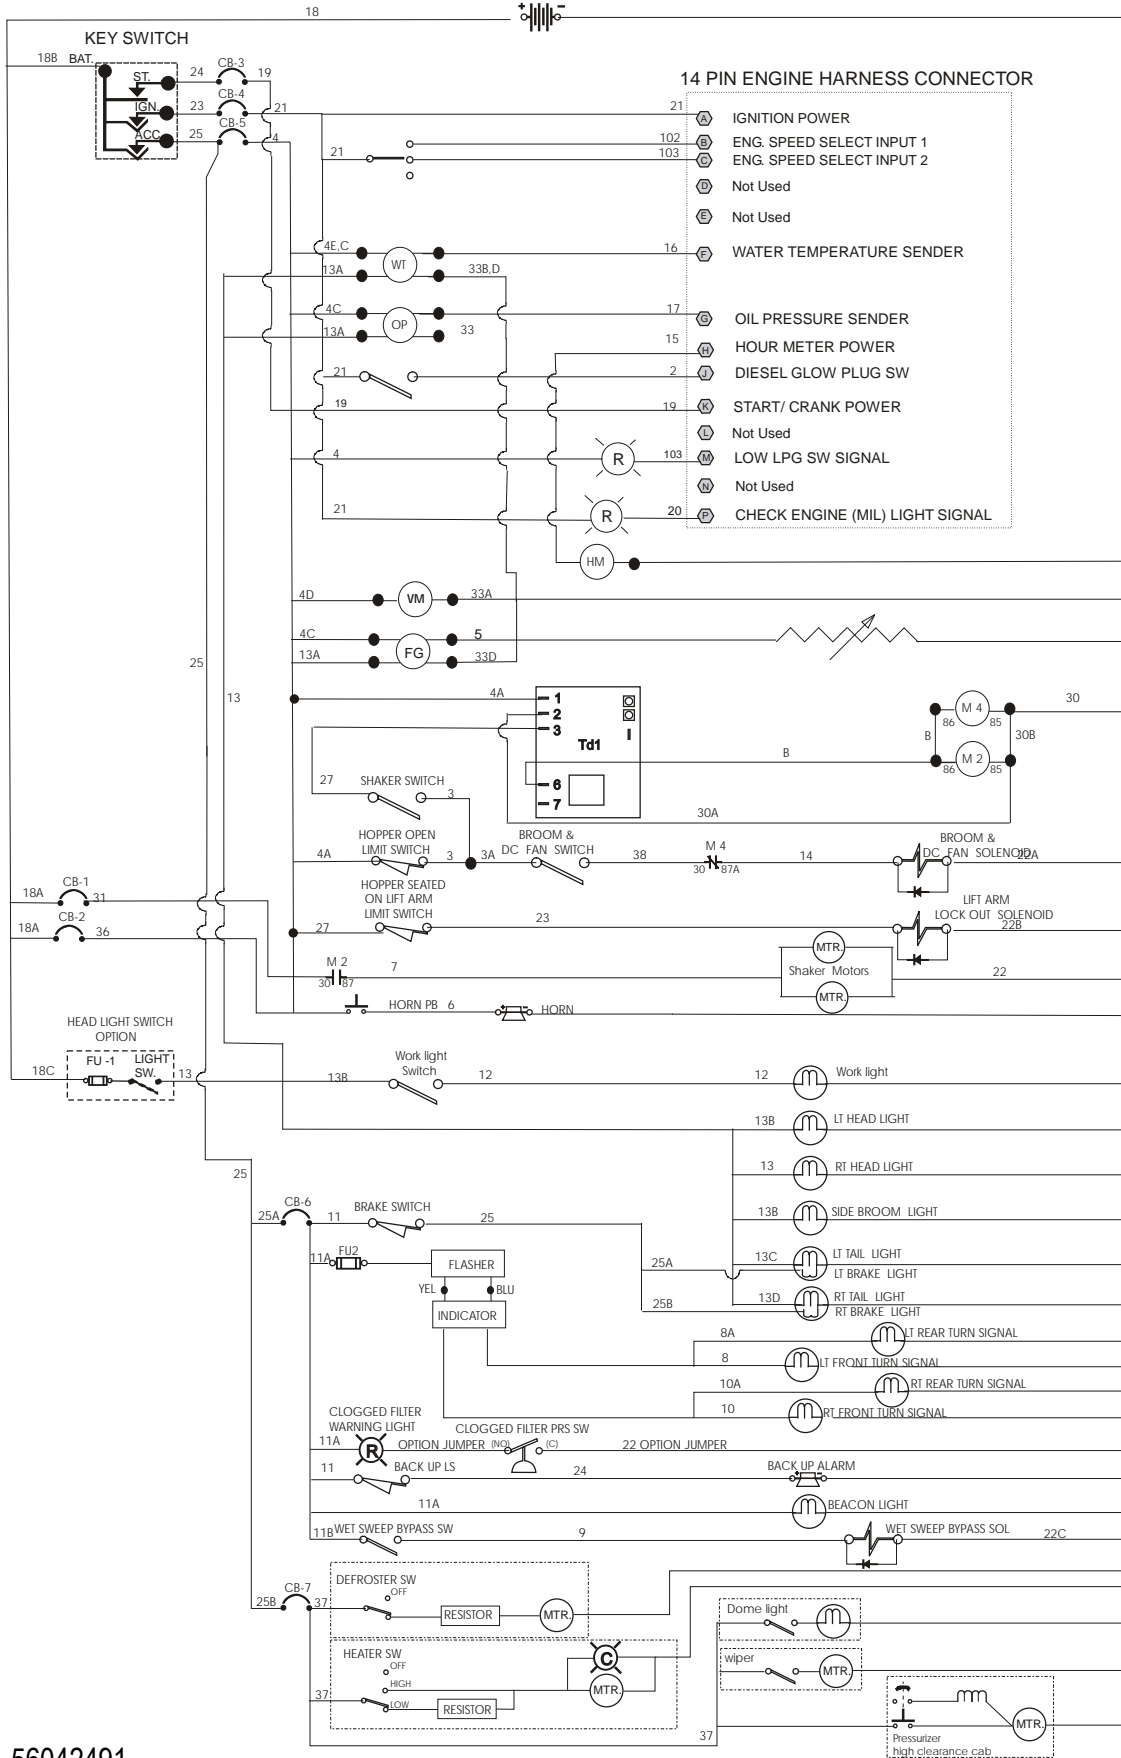 18
+ −
KEY SWITCH
18B BAT.
ST. 24 CB-3 19
IGN. 23 CB-4 21
ACC 25 CB-5 4
14 PIN ENGINE HARNESS CONNECTOR
21 A IGNITION POWER
102 B ENG. SPEED SELECT INPUT 1
21 103 C ENG. SPEED SELECT INPUT 2
D Not Used
E Not Used
4E,C WT 16 F WATER TEMPERATURE SENDER
13A 33B,D
4C OP 17 G OIL PRESSURE SENDER
13A 33
15 H HOUR METER POWER
21 2 J DIESEL GLOW PLUG SW
19 19 K START/ CRANK POWER
L Not Used
4 R 103 M LOW LPG SW SIGNAL
N Not Used
21 R 20 P CHECK ENGINE (MIL) LIGHT SIGNAL
HM
4D VM 33A
4C FG 5
13A 33D
25
13
4A 1
2
3
Td1
I
6
7
M 4 30
86 85
B 30B
B M 2
86 85
30A
27 SHAKER SWITCH
3
HOPPER OPEN
LIMIT SWITCH
4A 3 3A
BROOM &
DC FAN SWITCH
38 M 4 14
30 87A
BROOM &
DC FAN SOLENOID
22A
18A CB-1 31
18A CB-2 36
HOPPER SEATED
ON LIFT ARM
LIMIT SWITCH
27 23
LIFT ARM
LOCK OUT SOLENOID
22B
M 2 7
30 87
MTR.
Shaker Motors 22
MTR.
HORN PB 6 + − HORN
HEAD LIGHT SWITCH
OPTION
FU -1 LIGHT
SW.
18C 13
13B Work light
Switch
12 12 Work light
13B LT HEAD LIGHT
13 RT HEAD LIGHT
25
13B SIDE BROOM LIGHT
25A CB-6 11 BRAKE SWITCH 25
11A FU2 FLASHER
25A 13C LT TAIL LIGHT
LT BRAKE LIGHT
YEL BLU
INDICATOR
25B 13D RT TAIL LIGHT
RT BRAKE LIGHT
8A LT REAR TURN SIGNAL
8 LT FRONT TURN SIGNAL
10A RT REAR TURN SIGNAL
10 RT FRONT TURN SIGNAL
CLOGGED FILTER
WARNING LIGHT
11A R OPTION JUMPER (NO) CLOGGED FILTER PRS SW (C) 22 OPTION JUMPER
11 BACK UP LS 24 BACK UP ALARM
+ −
11A BEACON LIGHT
11B WET SWEEP BYPASS SW 9 WET SWEEP BYPASS SOL 22C
25B CB-7 37
DEFROSTER SW
OFF
RESISTOR MTR.
HEATER SW
OFF
HIGH
LOW
37 RESISTOR C MTR.
Dome light
wiper MTR.
37
MTR.
Pressurizer
high clearance cab
56042491